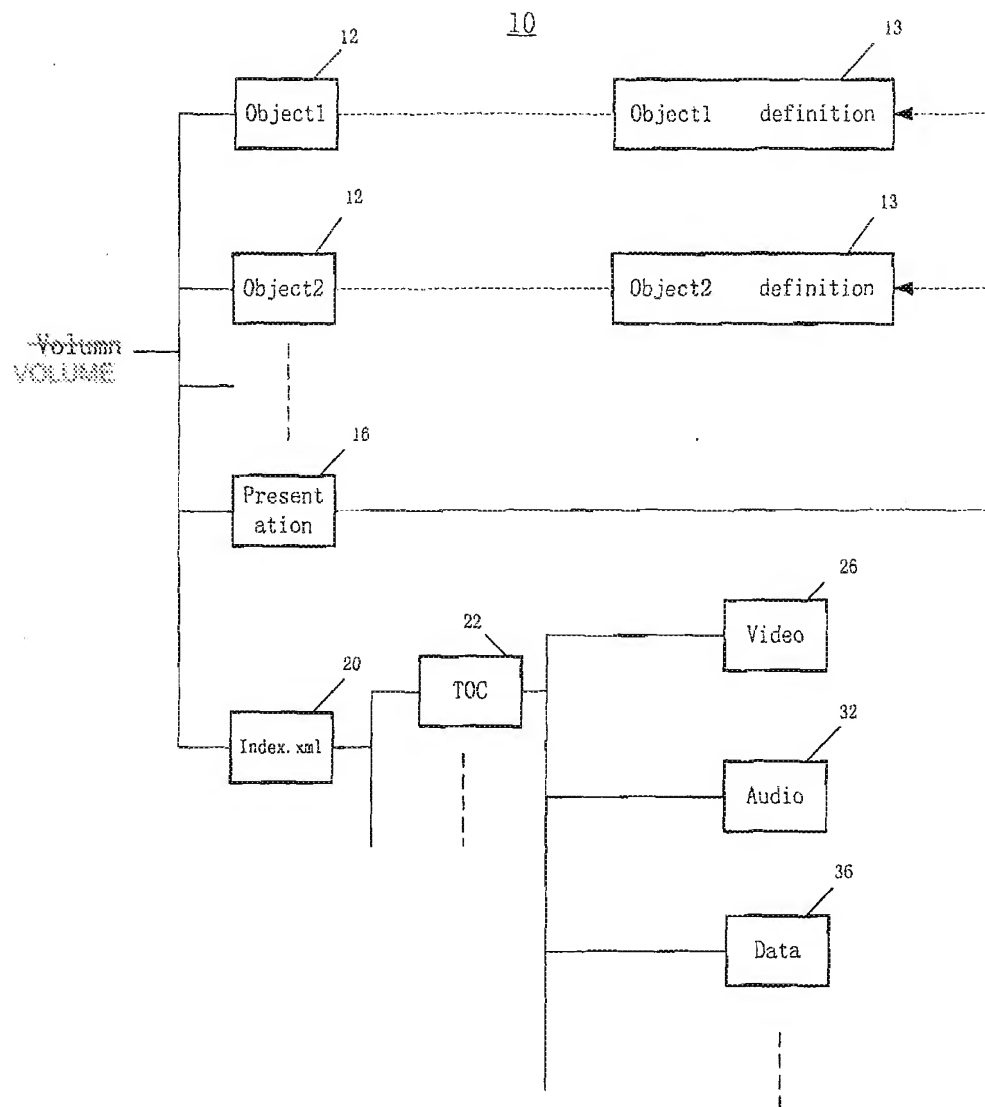 10
12
13
Object1
Object1 definition
12
13
Object2
Object2 definition
Volumn
VOLUME
16
Present
ation
26
Video
22
TOC
20
Index.xml
32
Audio
36
Data